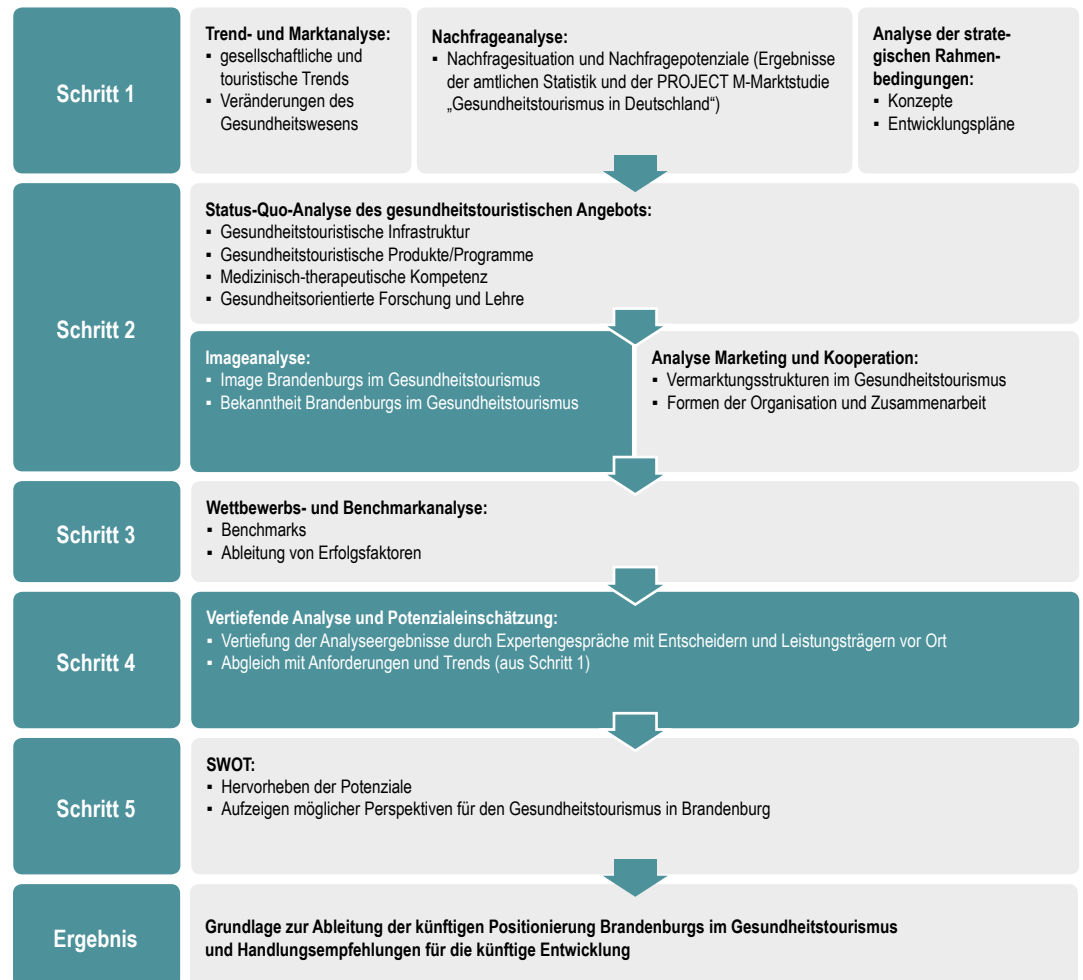 Schritt 1
Trend- und Marktanalyse:
▪ gesellschaftliche und
touristische Trends
▪ Veränderungen des
Gesundheitswesens
Nachfrageanalyse:
▪ Nachfragesituation und Nachfragepotenziale (Ergebnisse
der amtlichen Statistik und der PROJECT M-Marktstudie
„Gesundheitstourismus in Deutschland“)
Analyse der strate-
gischen Rahmen-
bedingungen:
▪ Konzepte
▪ Entwicklungspläne
Schritt 2
Status-Quo-Analyse des gesundheitstouristischen Angebots:
▪ Gesundheitstouristische Infrastruktur
▪ Gesundheitstouristische Produkte/Programme
▪ Medizinisch-therapeutische Kompetenz
▪ Gesundheitsorientierte Forschung und Lehre
Imageanalyse:
▪ Image Brandenburgs im Gesundheitstourismus
▪ Bekanntheit Brandenburgs im Gesundheitstourismus
Analyse Marketing und Kooperation:
▪ Vermarktungsstrukturen im Gesundheitstourismus
▪ Formen der Organisation und Zusammenarbeit
Schritt 3
Wettbewerbs- und Benchmarkanalyse:
▪ Benchmarks
▪ Ableitung von Erfolgsfaktoren
Schritt 4
Vertiefende Analyse und Potenzialeinschätzung:
▪ Vertiefung der Analyseergebnisse durch Expertengespräche mit Entscheidern und Leistungsträgern vor Ort
▪ Abgleich mit Anforderungen und Trends (aus Schritt 1)
Schritt 5
SWOT:
▪ Hervorheben der Potenziale
▪ Aufzeigen möglicher Perspektiven für den Gesundheitstourismus in Brandenburg
Ergebnis
Grundlage zur Ableitung der künftigen Positionierung Brandenburgs im Gesundheitstourismus
und Handlungsempfehlungen für die künftige Entwicklung